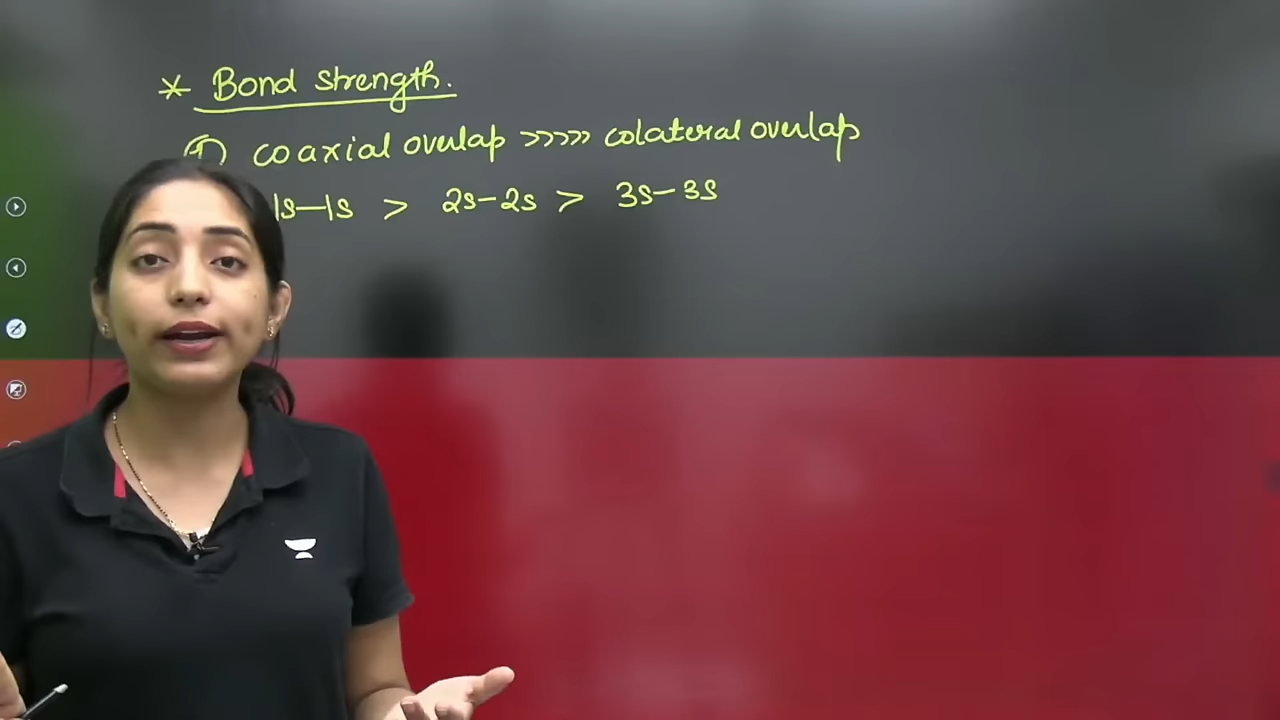 * Bond strength.
① coaxial overlap >>>>> colateral overlap
1s–1s > 2s–2s > 3s–3s